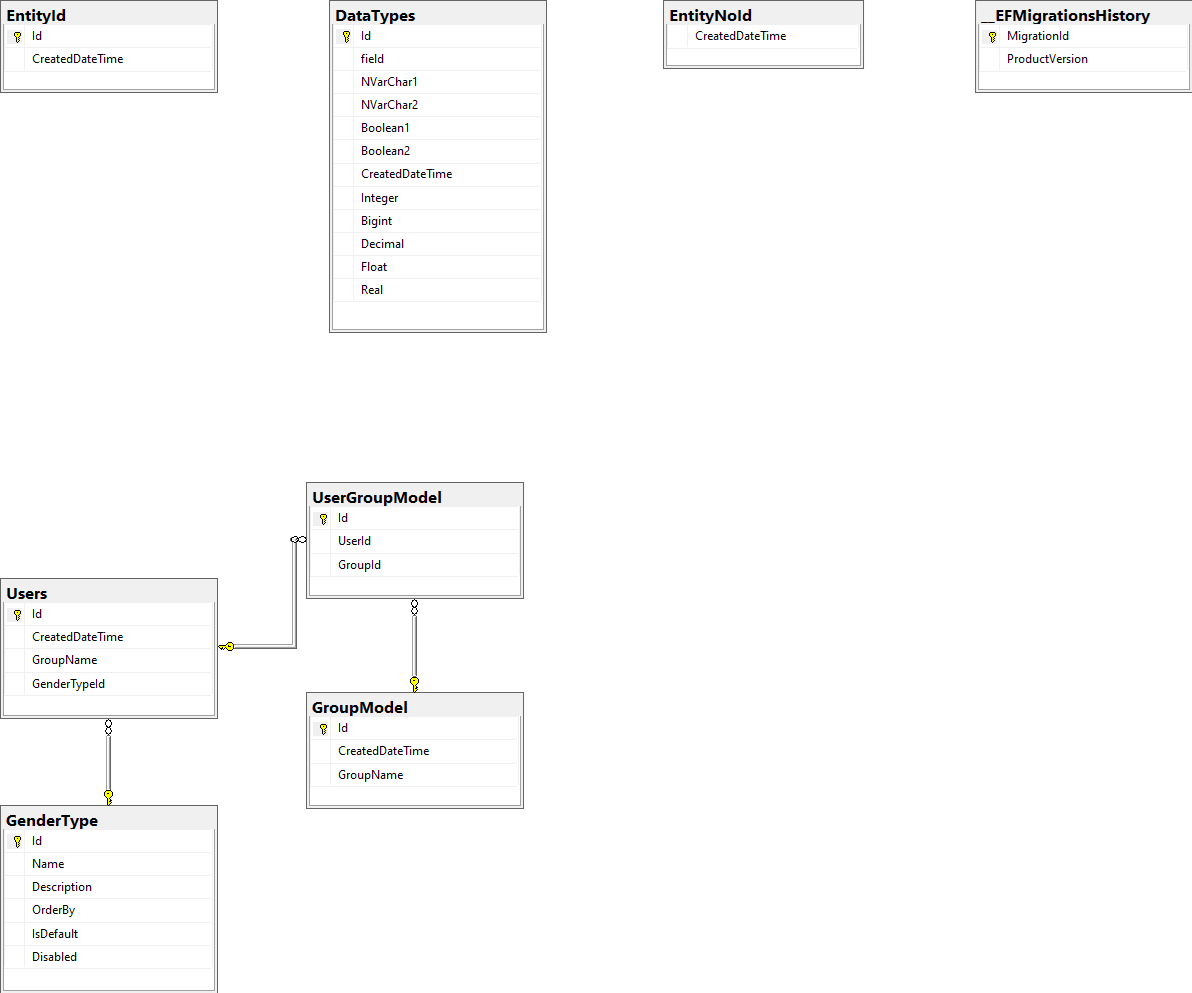 EntityId
Id
CreatedDateTime
DataTypes
Id
field
NVarChar1
NVarChar2
Boolean1
Boolean2
CreatedDateTime
Integer
Bigint
Decimal
Float
Real
EntityNoId
CreatedDateTime
__EFMigrationsHistory
MigrationId
ProductVersion
UserGroupModel
Id
UserId
GroupId
Users
Id
CreatedDateTime
GroupName
GenderTypeId
GroupModel
Id
CreatedDateTime
GroupName
GenderType
Id
Name
Description
OrderBy
IsDefault
Disabled